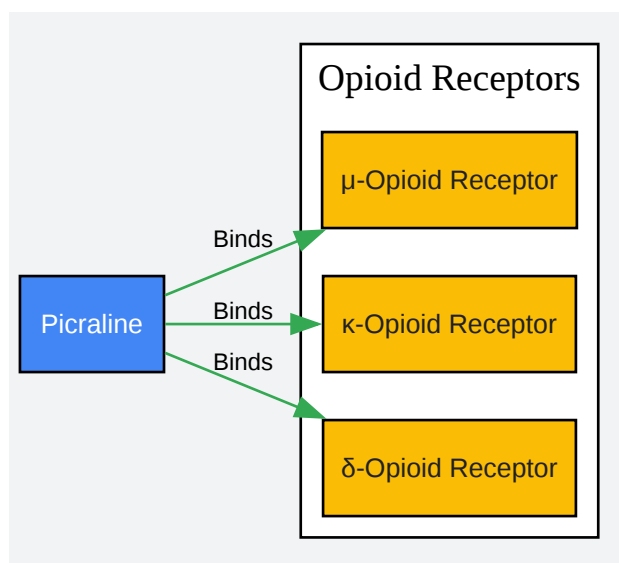 Opioid Receptors
μ-Opioid Receptor
Binds
Picraline
Binds
κ-Opioid Receptor
Binds
δ-Opioid Receptor